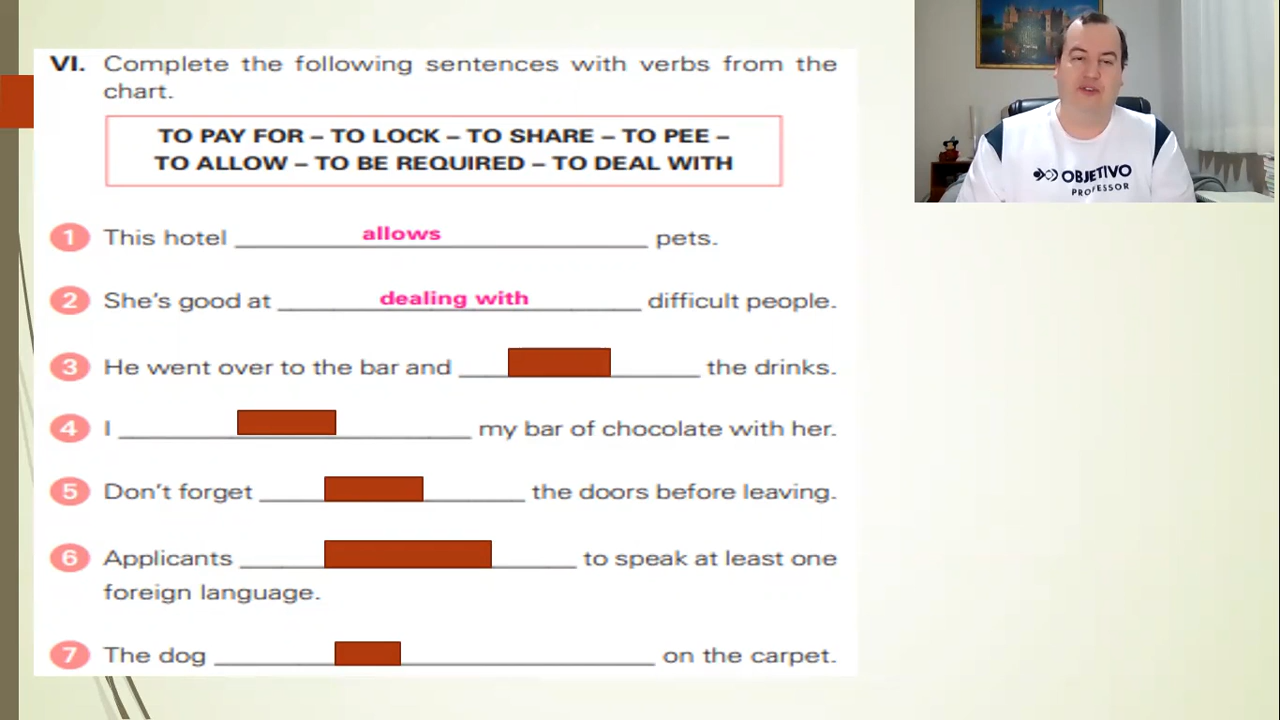 VI. Complete the following sentences with verbs from the
chart.
TO PAY FOR – TO LOCK – TO SHARE – TO PEE –
TO ALLOW – TO BE REQUIRED – TO DEAL WITH
1 This hotel allows pets.
2 She's good at dealing with difficult people.
3 He went over to the bar and the drinks.
4 I my bar of chocolate with her.
5 Don't forget the doors before leaving.
6 Applicants to speak at least one
foreign language.
7 The dog on the carpet.
OBJETIVO
PROFESSOR